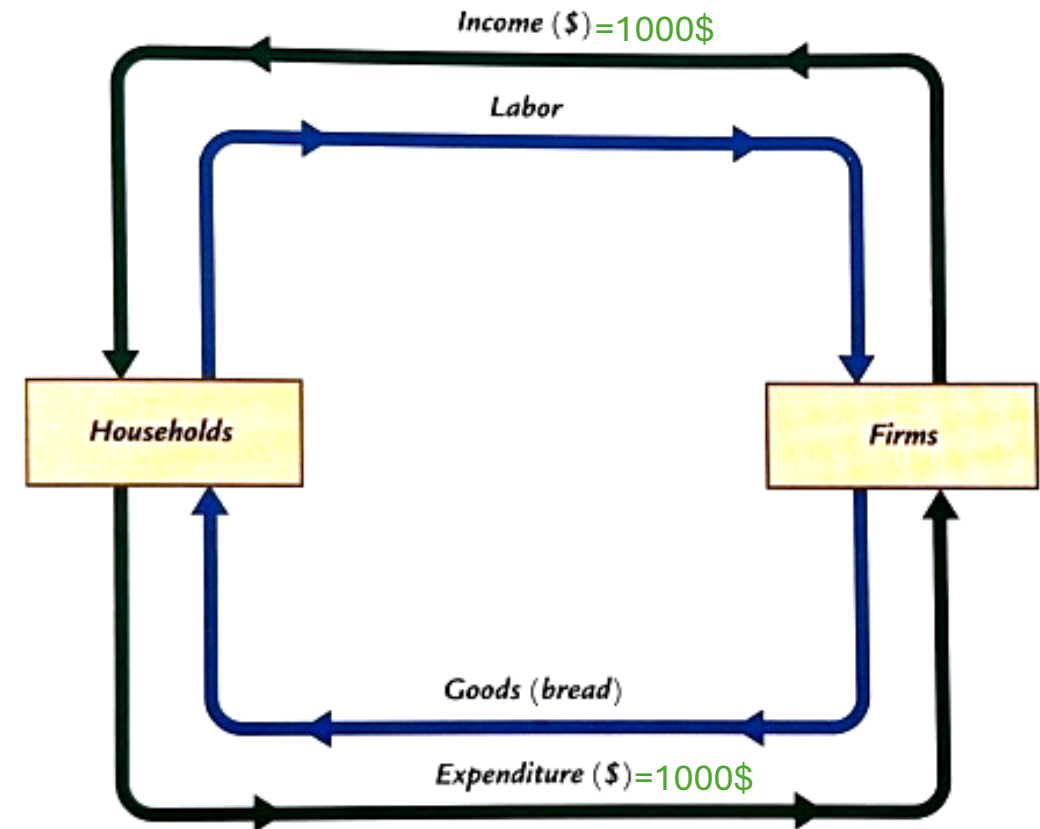 Income ($)=1000$
Labor
Households
Firms
Goods (bread)
Expenditure ($)=1000$